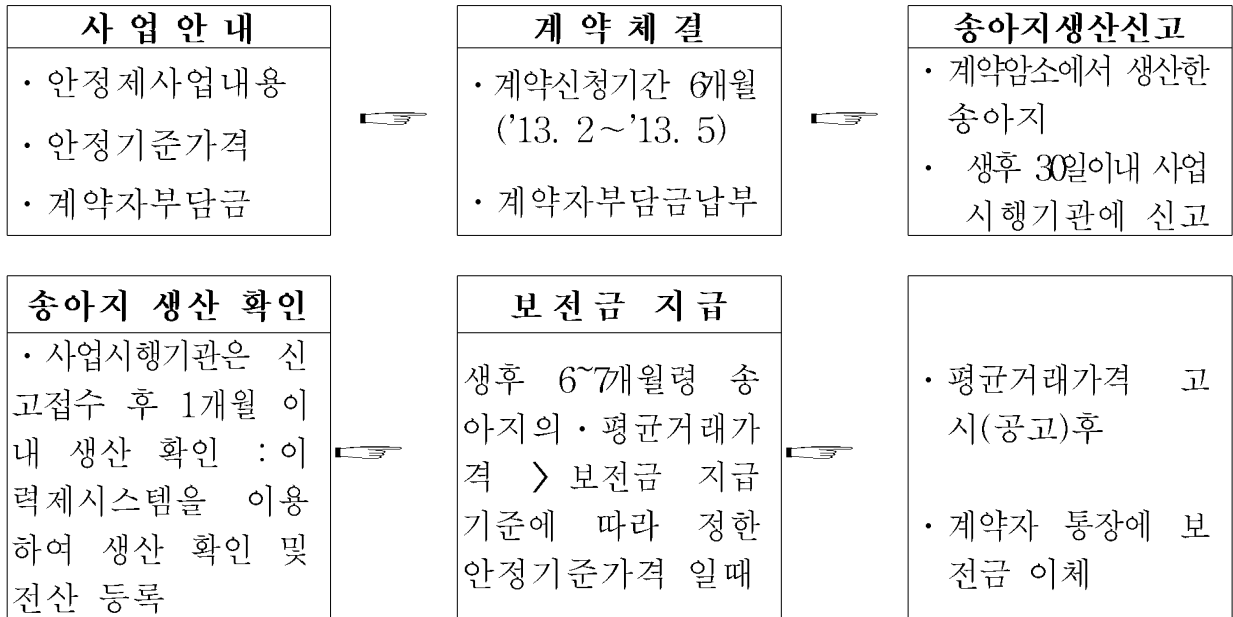 사 업 안 내
· 안정제사업내용
· 안정기준가격
· 계약자부담금
계 약 체 결
· 계약신청기간 6개월
('13. 2～'13. 5)
· 계약자부담금납부
송아지생산신고
· 계약암소에서 생산한
송아지
· 생후 30일이내 사업
시행기관에 신고
송아지 생산 확인
· 사업시행기관은 신
고접수 후 1개월 이
내 생산 확인 : 이
력제시스템을 이용
하여 생산 확인 및
전산 등록
보 전 금 지 급
생후 6~7개월령 송
아지의 · 평균거래가
격 〉 보전금 지급
기준에 따라 정한
안정기준가격 일때
· 평균거래가격 고
시(공고)후
· 계약자 통장에 보
전금 이체